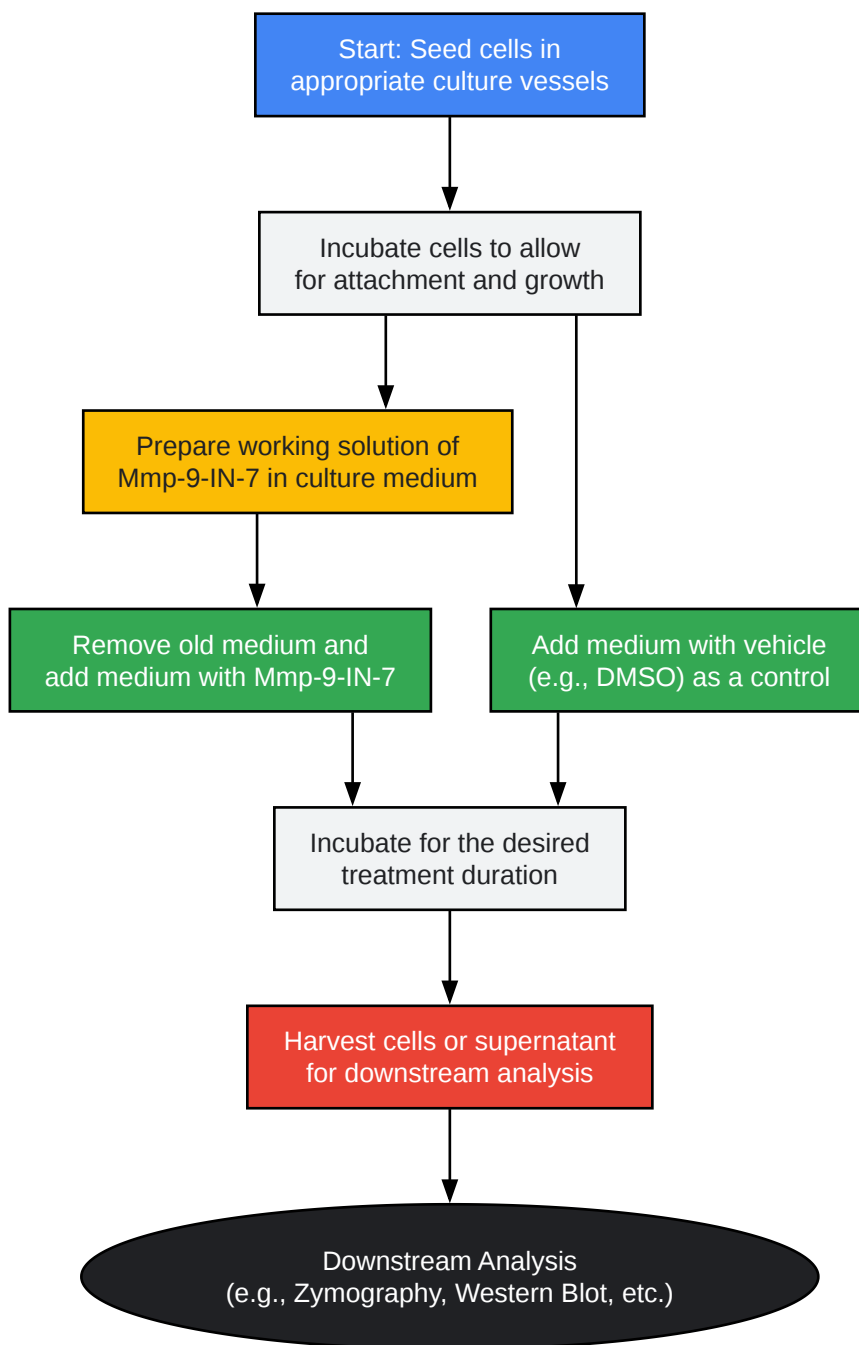 Start: Seed cells in
appropriate culture vessels
Incubate cells to allow
for attachment and growth
Prepare working solution of
Mmp-9-IN-7 in culture medium
Remove old medium and
add medium with Mmp-9-IN-7
Add medium with vehicle
(e.g., DMSO) as a control
Incubate for the desired
treatment duration
Harvest cells or supernatant
for downstream analysis
Downstream Analysis
(e.g., Zymography, Western Blot, etc.)